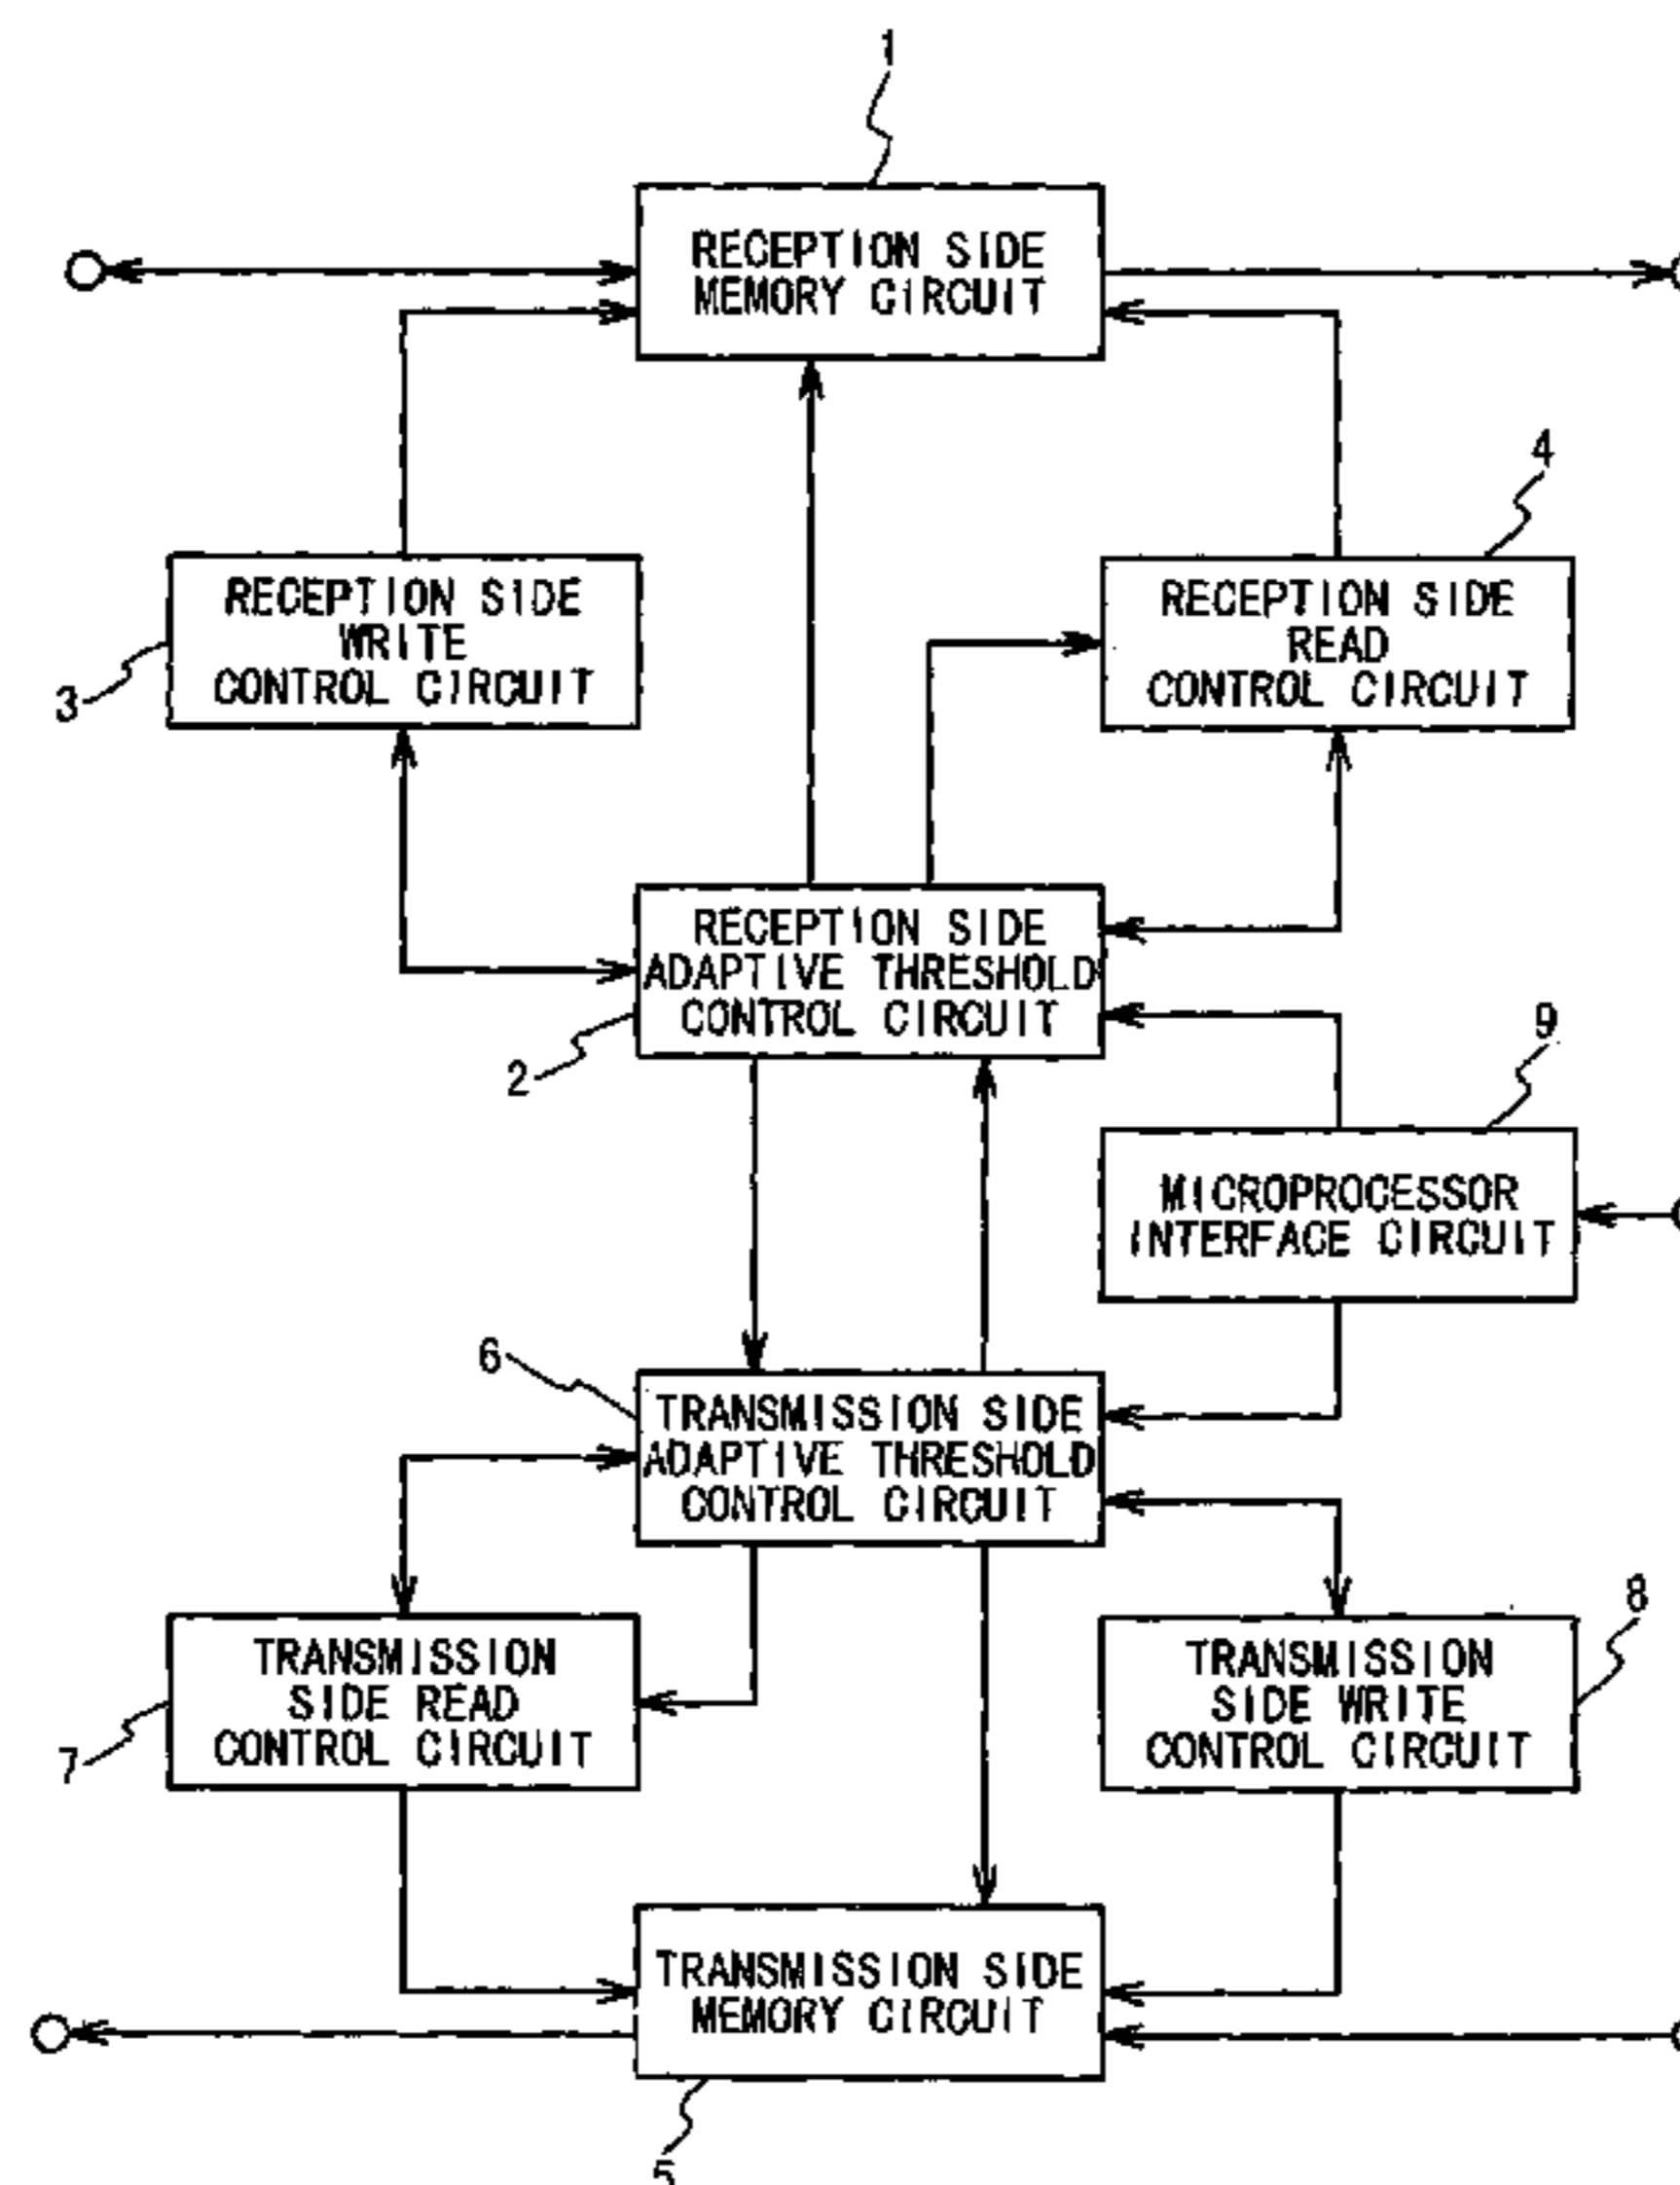 1
RECEPTION SIDE
MEMORY CIRCUIT
4
RECEPTION SIDE
WRITE
CONTROL CIRCUIT
3
RECEPTION SIDE
READ
CONTROL CIRCUIT
RECEPTION SIDE
ADAPTIVE THRESHOLD
CONTROL CIRCUIT
2
9
MICROPROCESSOR
INTERFACE CIRCUIT
6
TRANSMISSION SIDE
ADAPTIVE THRESHOLD
CONTROL CIRCUIT
8
TRANSMISSION
SIDE READ
CONTROL CIRCUIT
7
TRANSMISSION
SIDE WRITE
CONTROL CIRCUIT
TRANSMISSION SIDE
MEMORY CIRCUIT
5